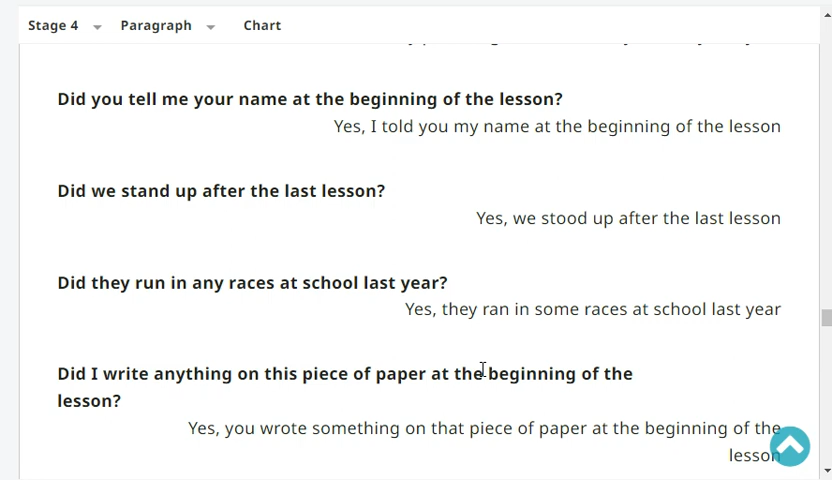 Stage 4 Paragraph Chart
Did you tell me your name at the beginning of the lesson?
Yes, I told you my name at the beginning of the lesson
Did we stand up after the last lesson?
Yes, we stood up after the last lesson
Did they run in any races at school last year?
Yes, they ran in some races at school last year
Did I write anything on this piece of paper at the beginning of the
lesson?
Yes, you wrote something on that piece of paper at the beginning of the
lesson